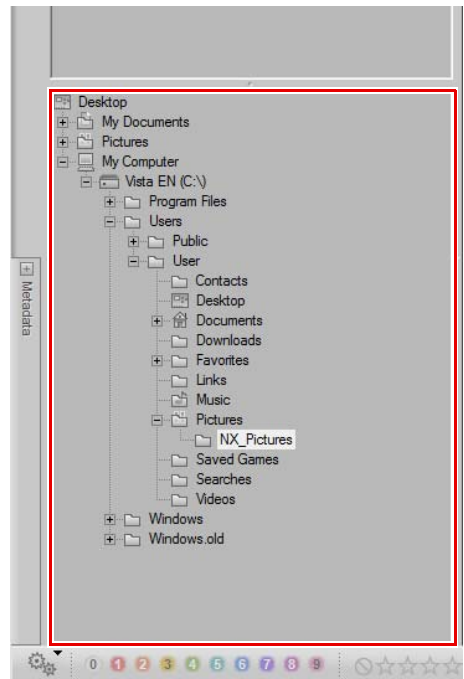 Desktop
My Documents
Pictures
My Computer
Vista EN (C:\)
Program Files
Users
Public
User
Contacts
Desktop
Documents
Downloads
Favorites
Links
Music
Pictures
NX_Pictures
Saved Games
Searches
Videos
Windows
Windows.old
Metadata
0 1 2 3 4 5 6 7 8 9